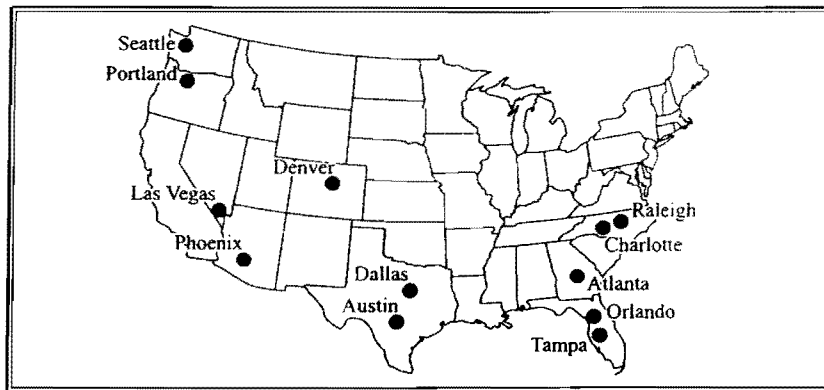 Seattle
Portland
Denver
Las Vegas
Raleigh
Charlotte
Phoenix
Dallas
Atlanta
Austin
Orlando
Tampa